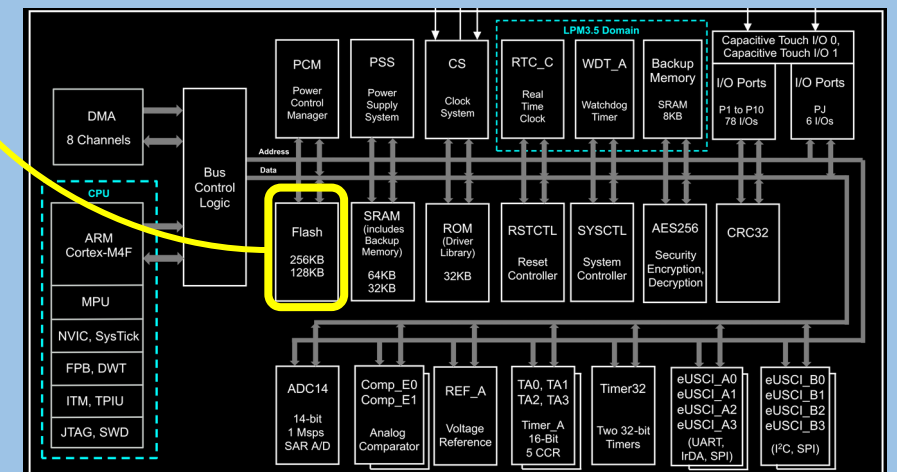 LPM3.5 Domain
Capacitive Touch I/O 0,
Capacitive Touch I/O 1
DMA
8 Channels
Bus
Control
Logic
PCM
Power
Control
Manager
PSS
Power
Supply
System
CS
Clock
System
RTC_C
Real
Time
Clock
WDT_A
Watchdog
Timer
Backup
Memory
SRAM
8KB
I/O Ports
P1 to P10
78 I/Os
I/O Ports
PJ
6 I/Os
Address
Data
CPU
ARM
Cortex-M4F
MPU
NVIC, SysTick
FPB, DWT
ITM, TPIU
JTAG, SWD
Flash
256KB
128KB
SRAM
(includes
Backup
Memory)
64KB
32KB
ROM
(Driver
Library)
32KB
RSTCTL
Reset
Controller
SYSCTL
System
Controller
AES256
Security
Encryption,
Decryption
CRC32
ADC14
14-bit
1 Msps
SAR A/D
Comp_E0
Comp_E1
Analog
Comparator
REF_A
Voltage
Reference
TA0, TA1
TA2, TA3
Timer_A
16-Bit
5 CCR
Timer32
Two 32-bit
Timers
eUSCI_A0
eUSCI_A1
eUSCI_A2
eUSCI_A3
(UART,
IrDA, SPI)
eUSCI_B0
eUSCI_B1
eUSCI_B2
eUSCI_B3
(I²C, SPI)